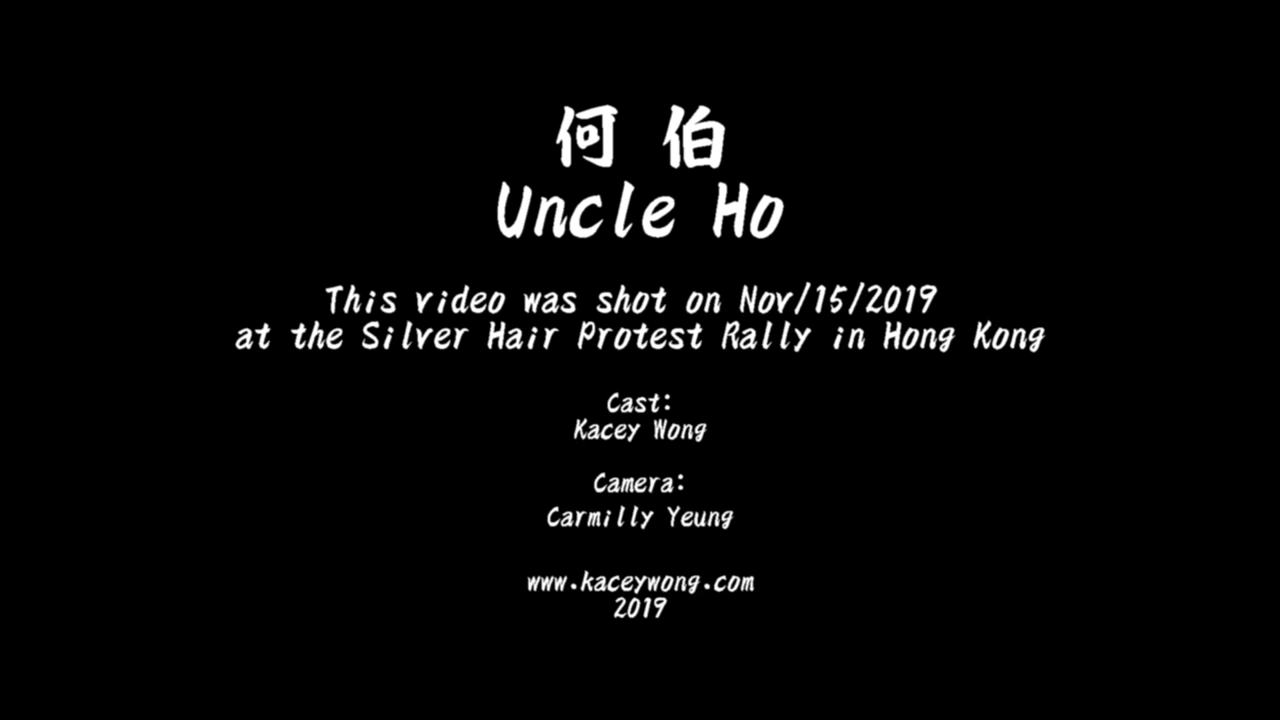 何 伯
Uncle Ho
This video was shot on Nov/15/2019
at the Silver Hair Protest Rally in Hong Kong
Cast:
Kacey Wong
Camera:
Carmilly Yeung
www.kaceywong.com
2019